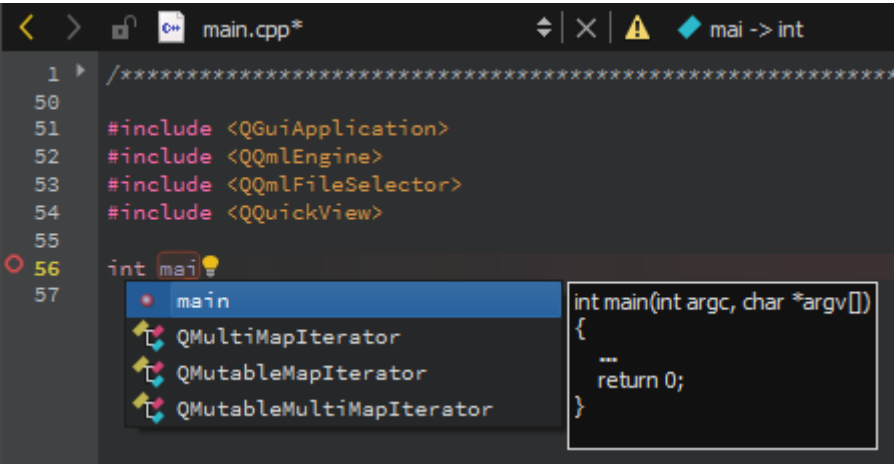 C++ main.cpp* mai -> int
1 /************************************************************
50
51 #include <QGuiApplication>
52 #include <QQmlEngine>
53 #include <QQmlFileSelector>
54 #include <QQuickView>
55
56 int mai
57
main
QMultiMapIterator
QMutableMapIterator
QMutableMultiMapIterator
int main(int argc, char *argv[])
{
...
return 0;
}